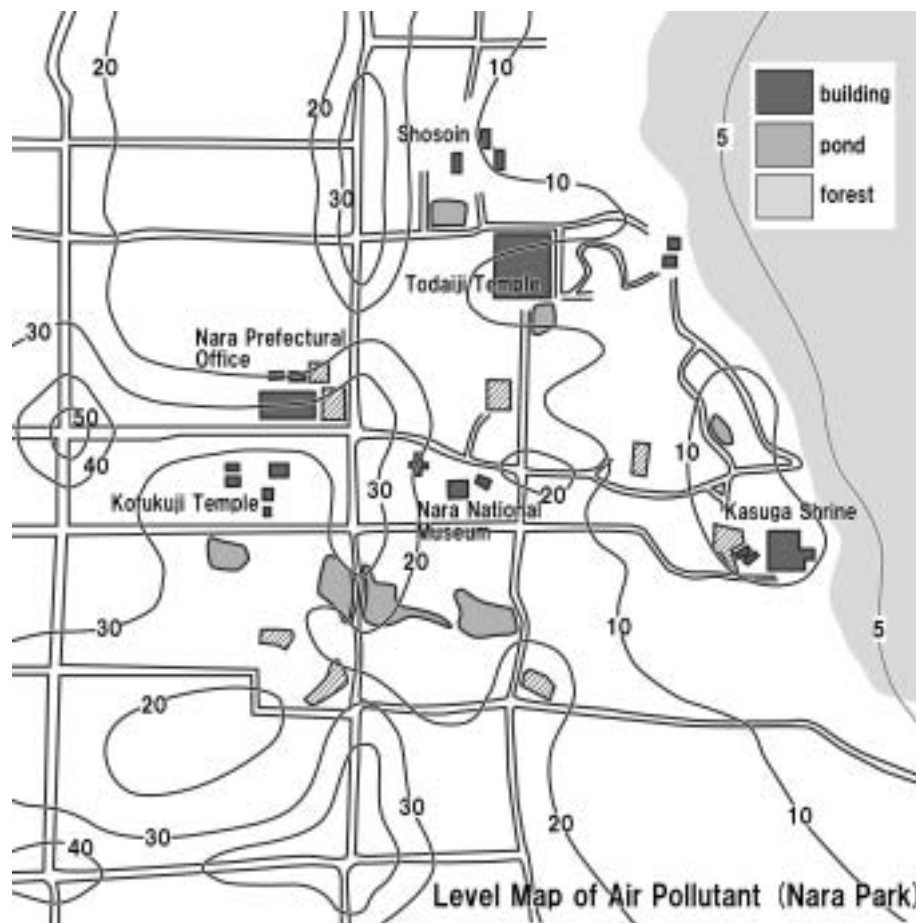 20
10
20
building
Shosoin
5
pond
10
30
forest
Todaiji Temple
30
Nara Prefectural
Office
50
40
10
30
20
Kofukuji Temple
Nara National
Museum
Kasuga Shrine
20
30
10
5
20
30
30
20
10
40
Level Map of Air Pollutant (Nara Park)